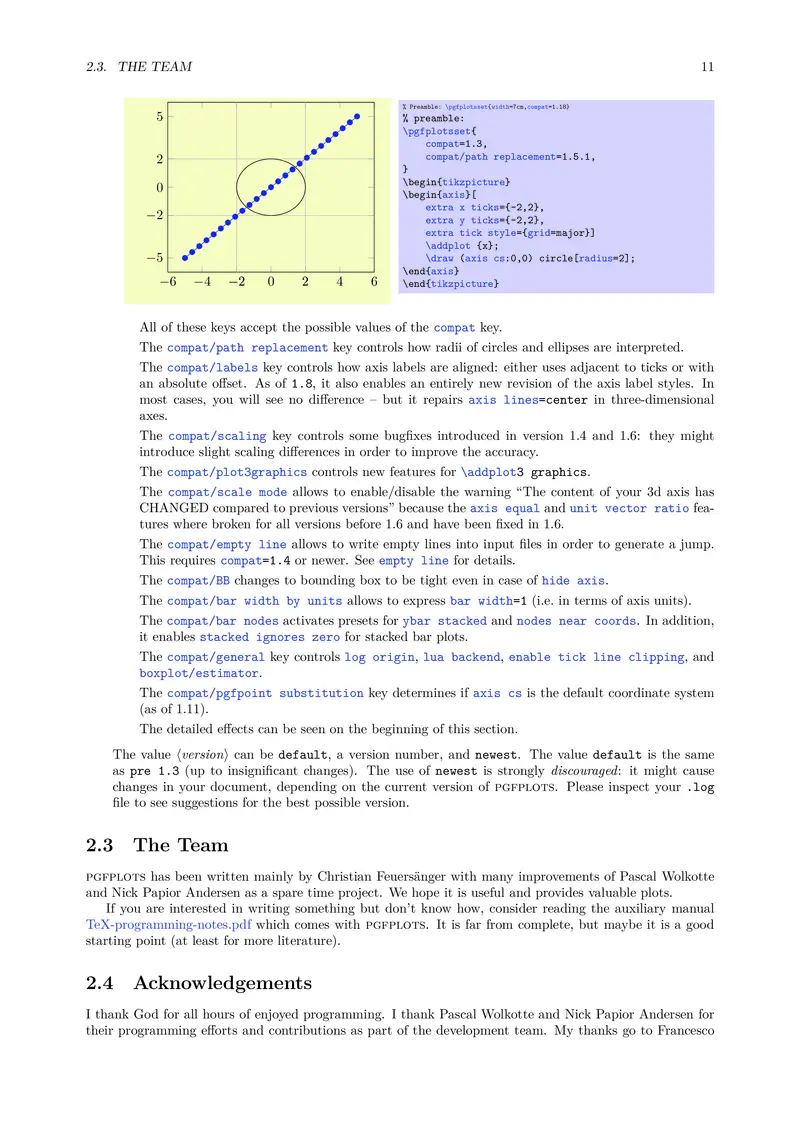 2.3. THE TEAM 11
5
2
0
−2
−5
−6 −4 −2 0 2 4 6
% Preamble: \pgfplotsset{width=7cm,compat=1.18}
% preamble:
\pgfplotsset{
    compat=1.3,
    compat/path replacement=1.5.1,
}
\begin{tikzpicture}
\begin{axis}[
    extra x ticks={-2,2},
    extra y ticks={-2,2},
    extra tick style={grid=major}]
    \addplot {x};
    \draw (axis cs:0,0) circle[radius=2];
\end{axis}
\end{tikzpicture}
All of these keys accept the possible values of the compat key.
The compat/path replacement key controls how radii of circles and ellipses are interpreted.
The compat/labels key controls how axis labels are aligned: either uses adjacent to ticks or with
an absolute offset. As of 1.8, it also enables an entirely new revision of the axis label styles. In
most cases, you will see no difference – but it repairs axis lines=center in three-dimensional
axes.
The compat/scaling key controls some bugfixes introduced in version 1.4 and 1.6: they might
introduce slight scaling differences in order to improve the accuracy.
The compat/plot3graphics controls new features for \addplot3 graphics.
The compat/scale mode allows to enable/disable the warning “The content of your 3d axis has
CHANGED compared to previous versions” because the axis equal and unit vector ratio fea-
tures where broken for all versions before 1.6 and have been fixed in 1.6.
The compat/empty line allows to write empty lines into input files in order to generate a jump.
This requires compat=1.4 or newer. See empty line for details.
The compat/BB changes to bounding box to be tight even in case of hide axis.
The compat/bar width by units allows to express bar width=1 (i.e. in terms of axis units).
The compat/bar nodes activates presets for ybar stacked and nodes near coords. In addition,
it enables stacked ignores zero for stacked bar plots.
The compat/general key controls log origin, lua backend, enable tick line clipping, and
boxplot/estimator.
The compat/pgfpoint substitution key determines if axis cs is the default coordinate system
(as of 1.11).
The detailed effects can be seen on the beginning of this section.
The value ⟨version⟩ can be default, a version number, and newest. The value default is the same
as pre 1.3 (up to insignificant changes). The use of newest is strongly discouraged: it might cause
changes in your document, depending on the current version of PGFPLOTS. Please inspect your .log
file to see suggestions for the best possible version.
2.3 The Team
PGFPLOTS has been written mainly by Christian Feuersänger with many improvements of Pascal Wolkotte
and Nick Papior Andersen as a spare time project. We hope it is useful and provides valuable plots.
If you are interested in writing something but don’t know how, consider reading the auxiliary manual
TeX-programming-notes.pdf which comes with PGFPLOTS. It is far from complete, but maybe it is a good
starting point (at least for more literature).
2.4 Acknowledgements
I thank God for all hours of enjoyed programming. I thank Pascal Wolkotte and Nick Papior Andersen for
their programming efforts and contributions as part of the development team. My thanks go to Francesco